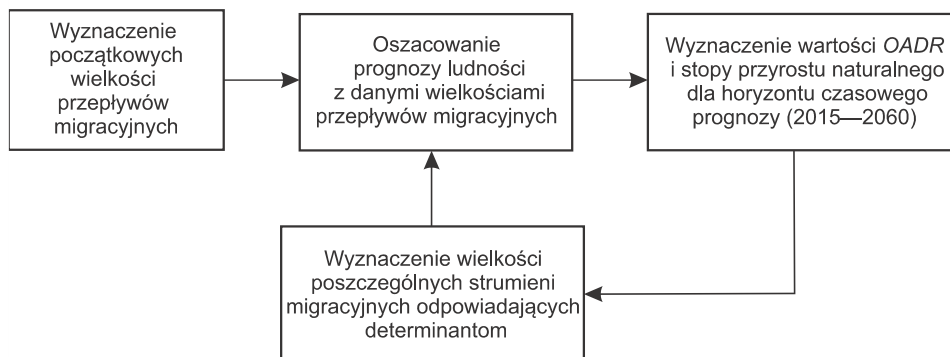 Wyznaczenie
początkowych
wielkości
przepływów
migracyjnych
Oszacowanie
prognozy ludności
z danymi wielkościami
przepływów migracyjnych
Wyznaczenie wartości OADR
i stopy przyrostu naturalnego
dla horyzontu czasowego
prognozy (2015—2060)
Wyznaczenie wielkości
poszczególnych strumieni
migracyjnych odpowiadających
determinantom